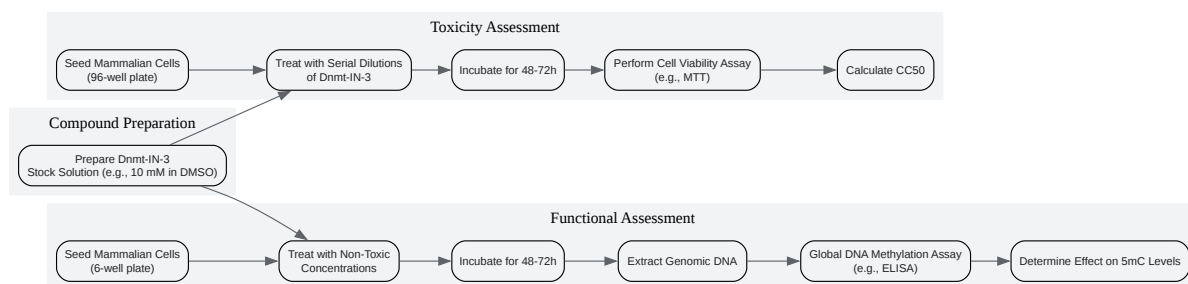 Toxicity Assessment
Seed Mammalian Cells
(96-well plate)
Treat with Serial Dilutions
of Dnmt-IN-3
Incubate for 48-72h
Perform Cell Viability Assay
(e.g., MTT)
Calculate CC50
Compound Preparation
Prepare Dnmt-IN-3
Stock Solution (e.g., 10 mM in DMSO)
Functional Assessment
Seed Mammalian Cells
(6-well plate)
Treat with Non-Toxic
Concentrations
Incubate for 48-72h
Extract Genomic DNA
Global DNA Methylation Assay
(e.g., ELISA)
Determine Effect on 5mC Levels